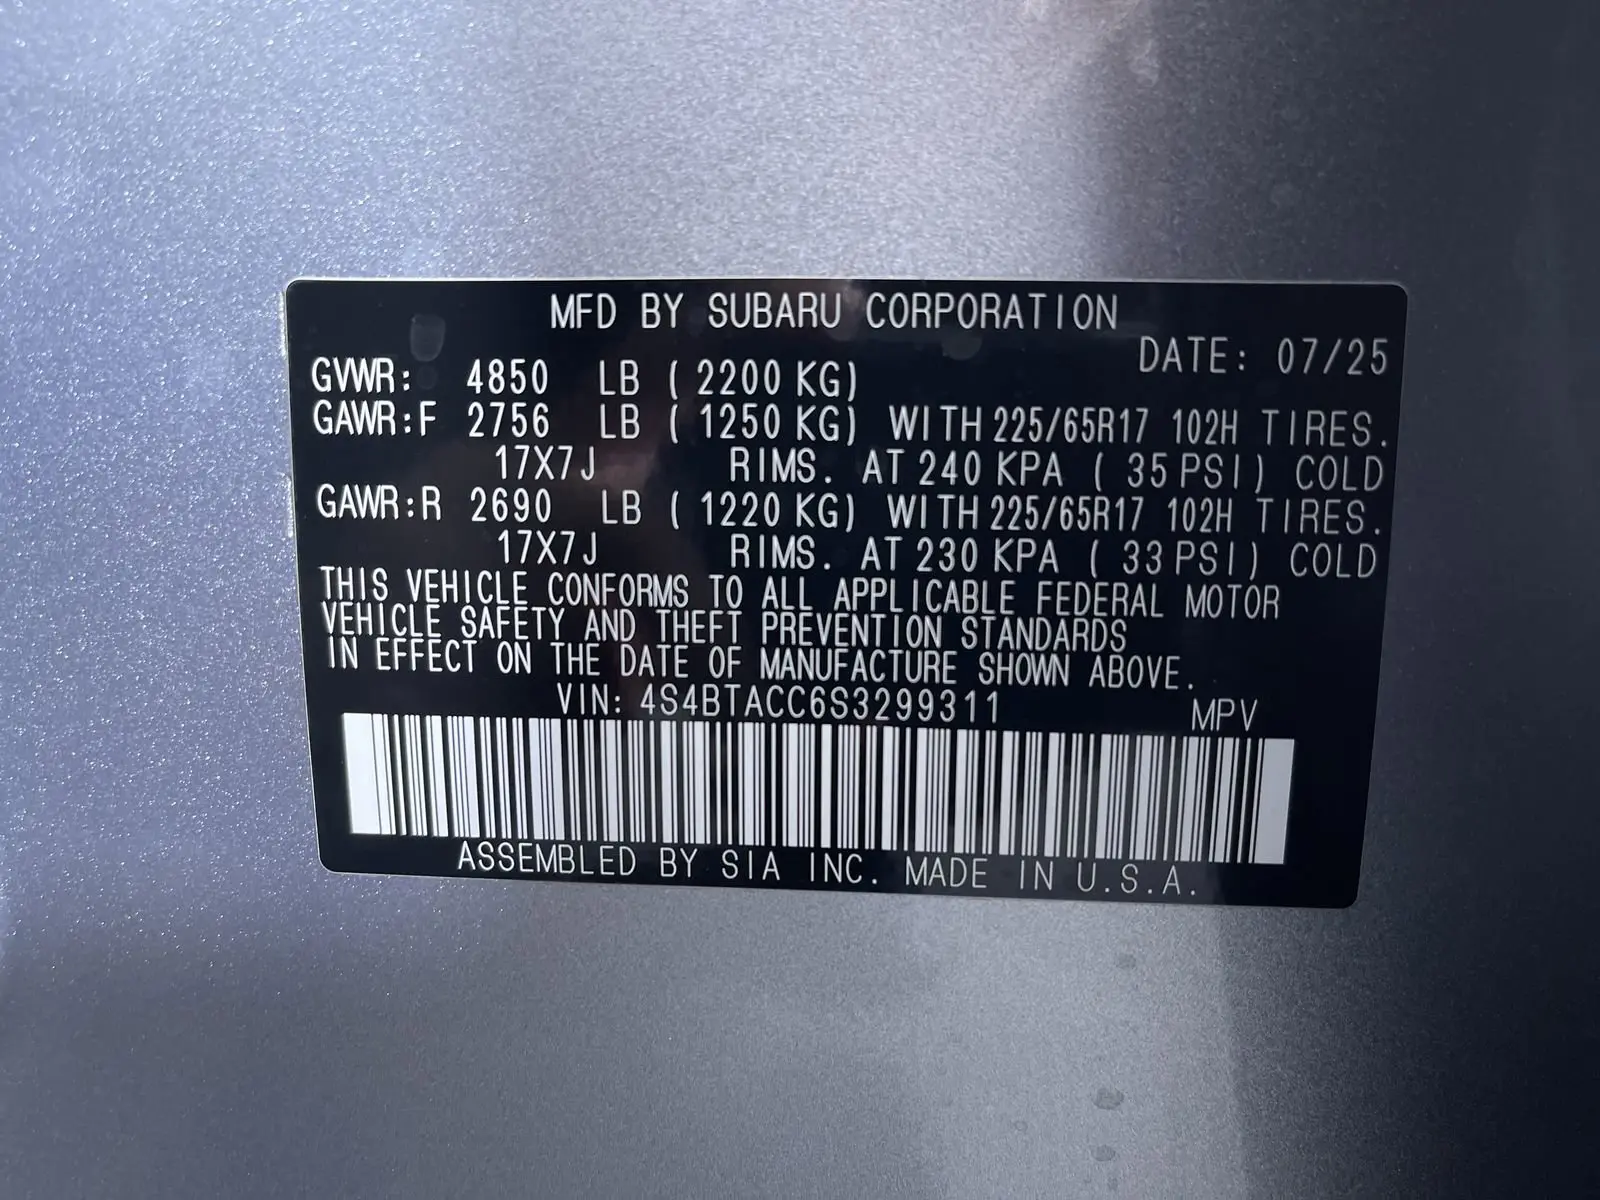 MFD BY SUBARU CORPORATION
DATE: 07/25
GVWR: 4850 LB (2200 KG)
GAWR:F 2756 LB (1250 KG) WITH 225/65R17 102H TIRES.
17X7J RIMS. AT 240 KPA (35 PSI) COLD
GAWR:R 2690 LB (1220 KG) WITH 225/65R17 102H TIRES.
17X7J RIMS. AT 230 KPA (33 PSI) COLD
THIS VEHICLE CONFORMS TO ALL APPLICABLE FEDERAL MOTOR
VEHICLE SAFETY AND THEFT PREVENTION STANDARDS
IN EFFECT ON THE DATE OF MANUFACTURE SHOWN ABOVE.
VIN: 4S4BTACC6S3299311 MPV
ASSEMBLED BY SIA INC. MADE IN U.S.A.